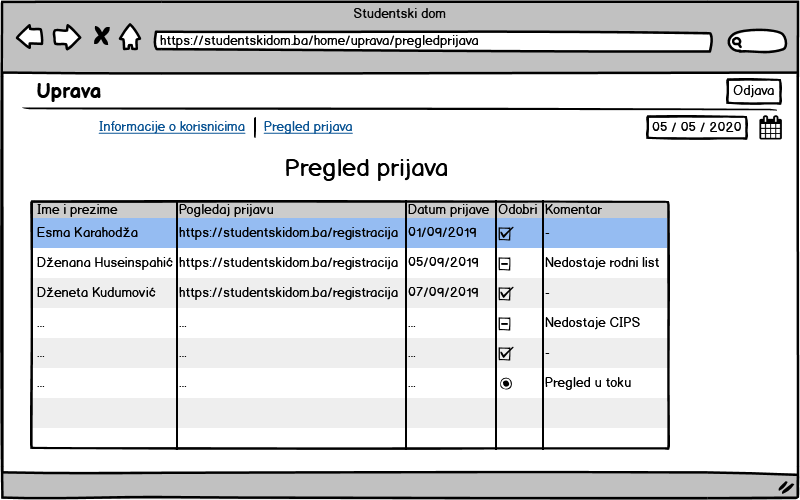 Studentski dom
https://studentskidom.ba/home/uprava/pregledprijava
Uprava
Odjava
Informacije o korisnicima
Pregled prijava
05 / 05 / 2020
Pregled prijava
Ime i prezime Pogledaj prijavu Datum prijave Odobri Komentar
Esma Karahodža https://studentskidom.ba/registracija 01/09/2019 -
Dženana Huseinspahić https://studentskidom.ba/registracija 05/09/2019 Nedostaje rodni list
Dženeta Kudumović https://studentskidom.ba/registracija 07/09/2019 -
... ... ... Nedostaje CIPS
... ... ... -
... ... ... Pregled u toku